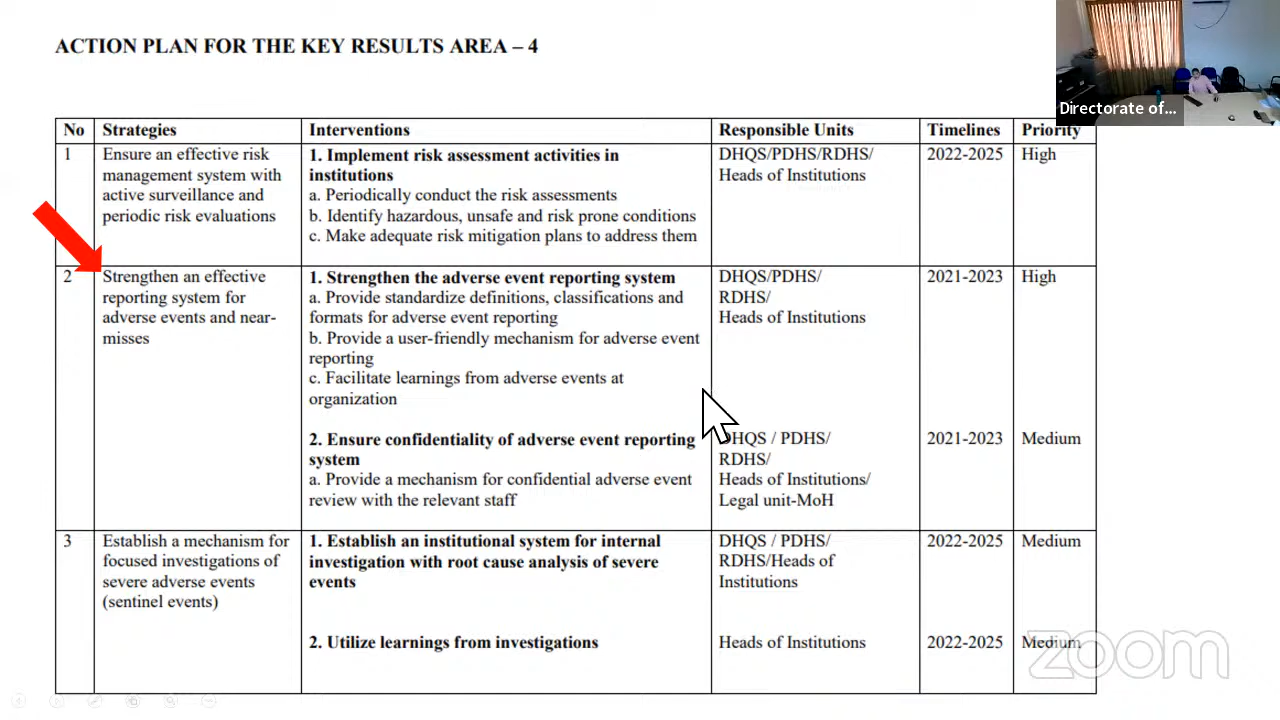 ACTION PLAN FOR THE KEY RESULTS AREA – 4
Directorate of...
No Strategies Interventions Responsible Units Timelines Priority
1
Ensure an effective risk
management system with
active surveillance and
periodic risk evaluations
1. Implement risk assessment activities in
institutions
a. Periodically conduct the risk assessments
b. Identify hazardous, unsafe and risk prone conditions
c. Make adequate risk mitigation plans to address them
DHQS/PDHS/RDHS/
Heads of Institutions
2022-2025
High
2
Strengthen an effective
reporting system for
adverse events and near-
misses
1. Strengthen the adverse event reporting system
a. Provide standardize definitions, classifications and
formats for adverse event reporting
b. Provide a user-friendly mechanism for adverse event
reporting
c. Facilitate learnings from adverse events at
organization
DHQS/PDHS/
RDHS/
Heads of Institutions
2021-2023
High
2. Ensure confidentiality of adverse event reporting
system
a. Provide a mechanism for confidential adverse event
review with the relevant staff
DHQS / PDHS/
RDHS/
Heads of Institutions/
Legal unit-MoH
2021-2023
Medium
3
Establish a mechanism for
focused investigations of
severe adverse events
(sentinel events)
1. Establish an institutional system for internal
investigation with root cause analysis of severe
events
DHQS / PDHS/
RDHS/Heads of
Institutions
2022-2025
Medium
2. Utilize learnings from investigations
Heads of Institutions
2022-2025
Medium
zoom